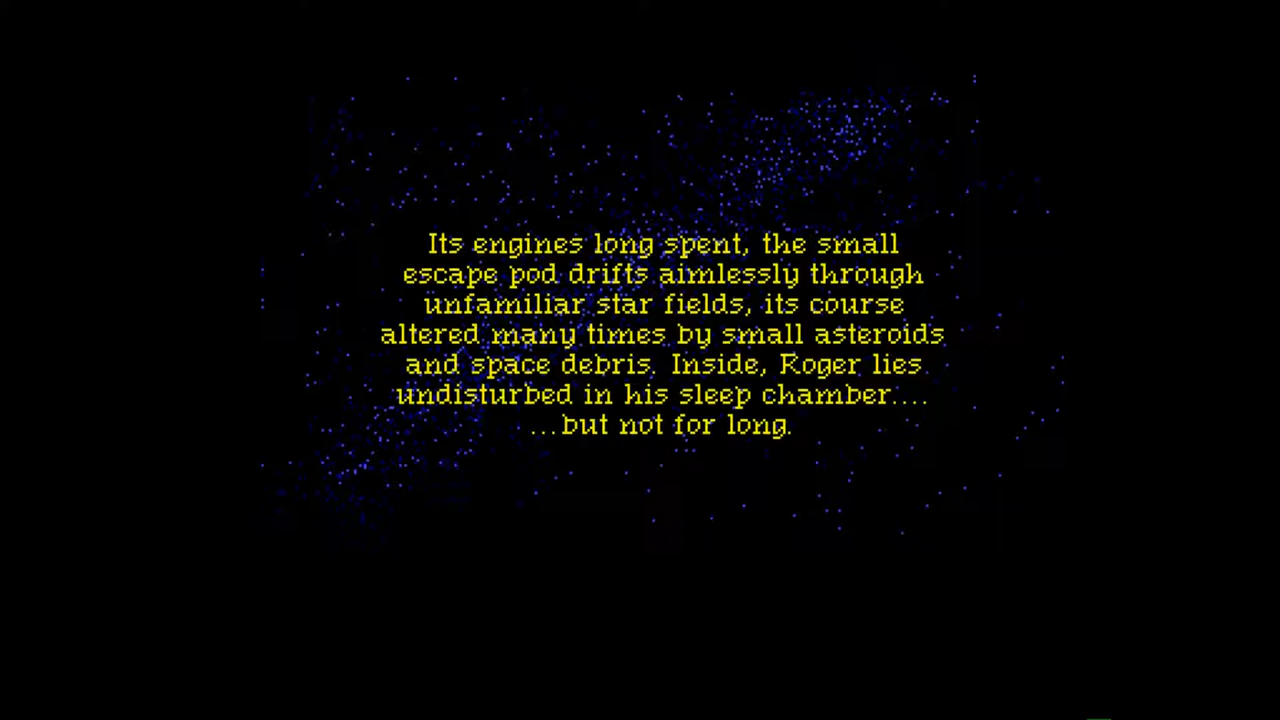 Its engines long spent, the small
escape pod drifts aimlessly through
unfamiliar star fields, its course
altered many times by small asteroids
and space debris. Inside, Roger lies
undisturbed in his sleep chamber....
...but not for long.